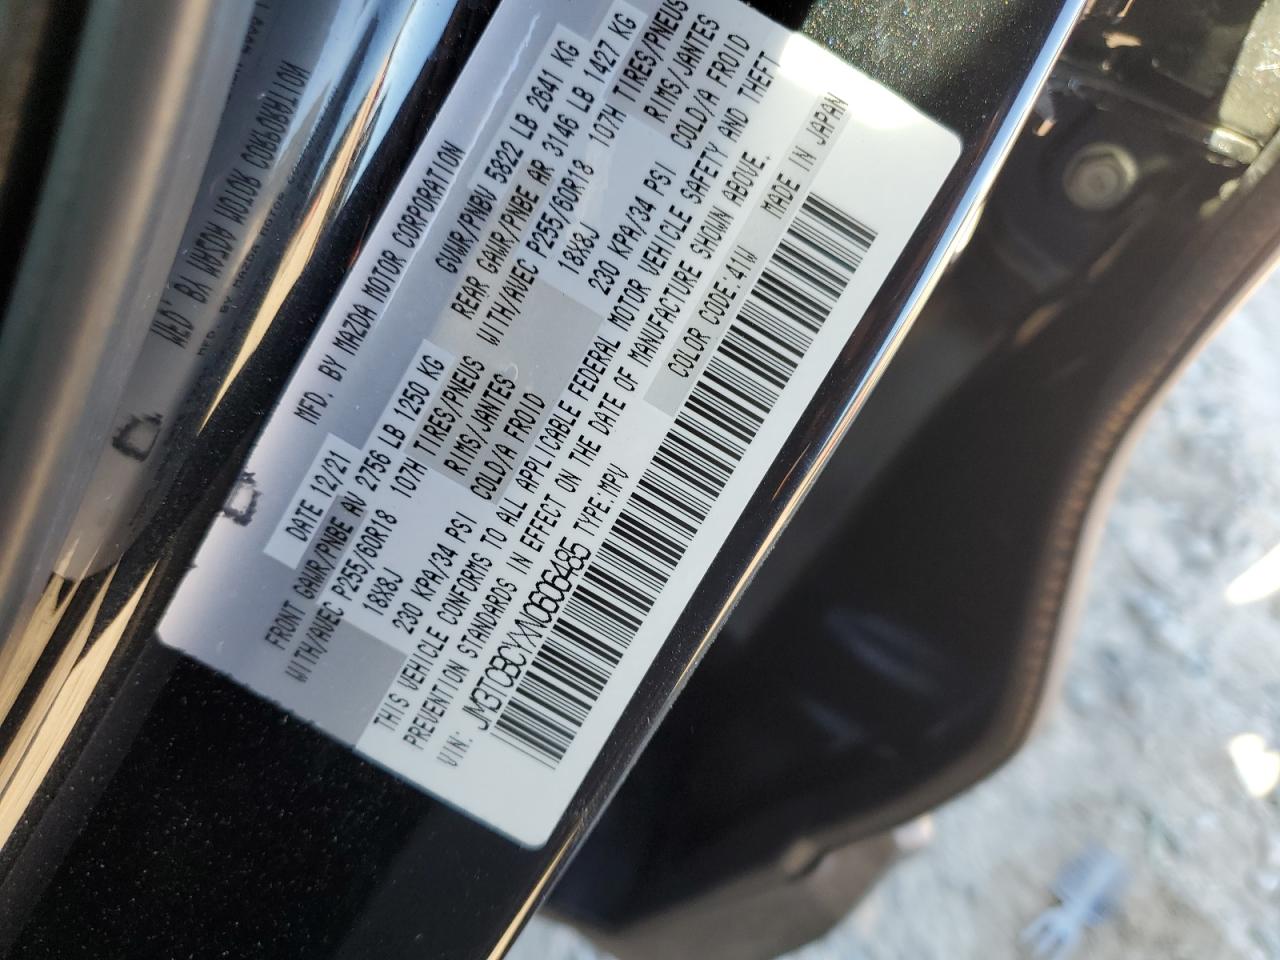 MFD. BY MAZDA MOTOR CORPORATION
DATE 12/21 GVWR/PNBV 5822 LB 2641 KG
FRONT GAWR/PNBE AV 2756 LB 1250 KG REAR GAWR/PNBE AR 3146 LB 1427 KG
WITH/AVEC P255/60R18 107H TIRES/PNEUS WITH/AVEC P255/60R18 107H TIRES/PNEUS
18X8J RIMS/JANTES 18X8J RIMS/JANTES
230 KPA/34 PSI COLD/A FROID 230 KPA/34 PSI COLD/A FROID
THIS VEHICLE CONFORMS TO ALL APPLICABLE FEDERAL MOTOR VEHICLE SAFETY AND THEFT
PREVENTION STANDARDS IN EFFECT ON THE DATE OF MANUFACTURE SHOWN ABOVE.
VIN: JM3TCBCYXN0606485 TYPE:MPV COLOR CODE:41W MADE IN JAPAN